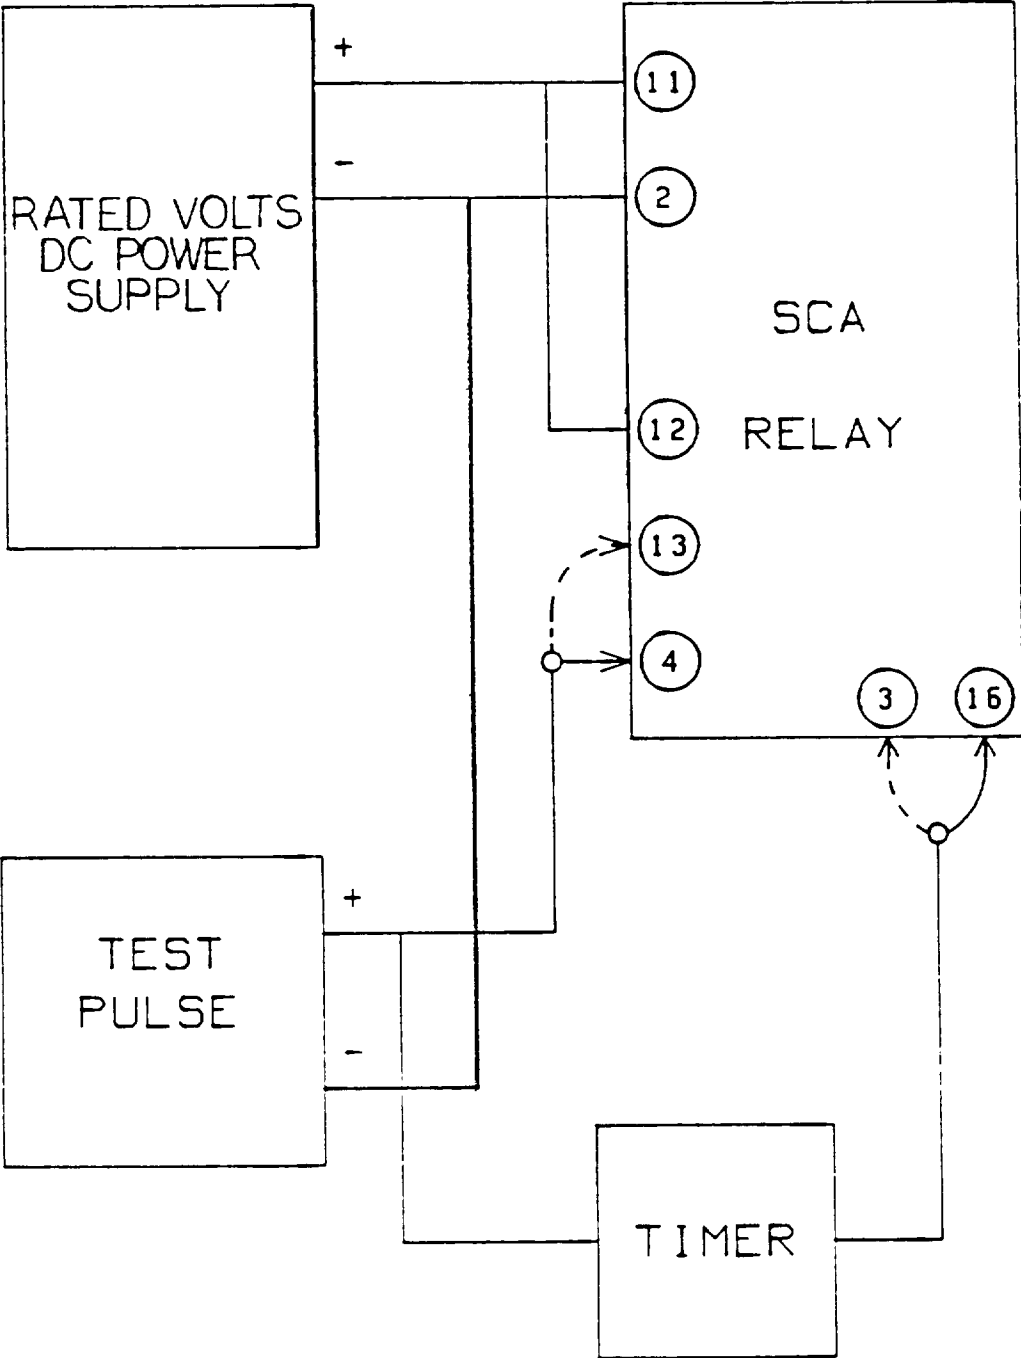 +
11
-
2
RATED VOLTS
DC POWER
SUPPLY
SCA
RELAY
12
13
4
3
16
+
TEST
PULSE
-
TIMER